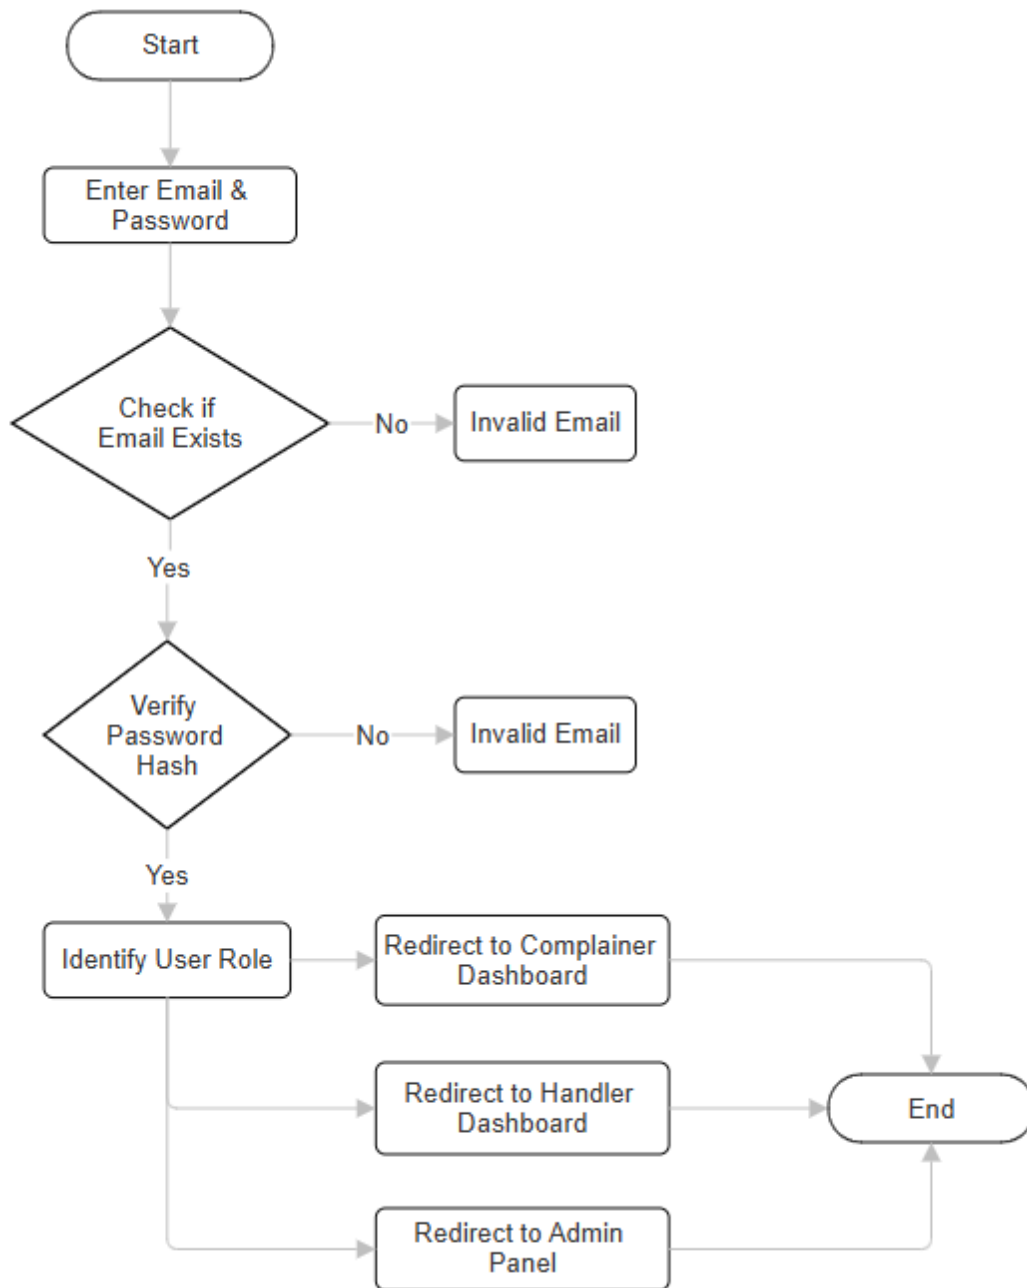 Start
Enter Email &
Password
Check if
Email Exists
No
Invalid Email
Yes
Verify
Password
Hash
No
Invalid Email
Yes
Identify User Role
Redirect to Complainer
Dashboard
Redirect to Handler
Dashboard
End
Redirect to Admin
Panel